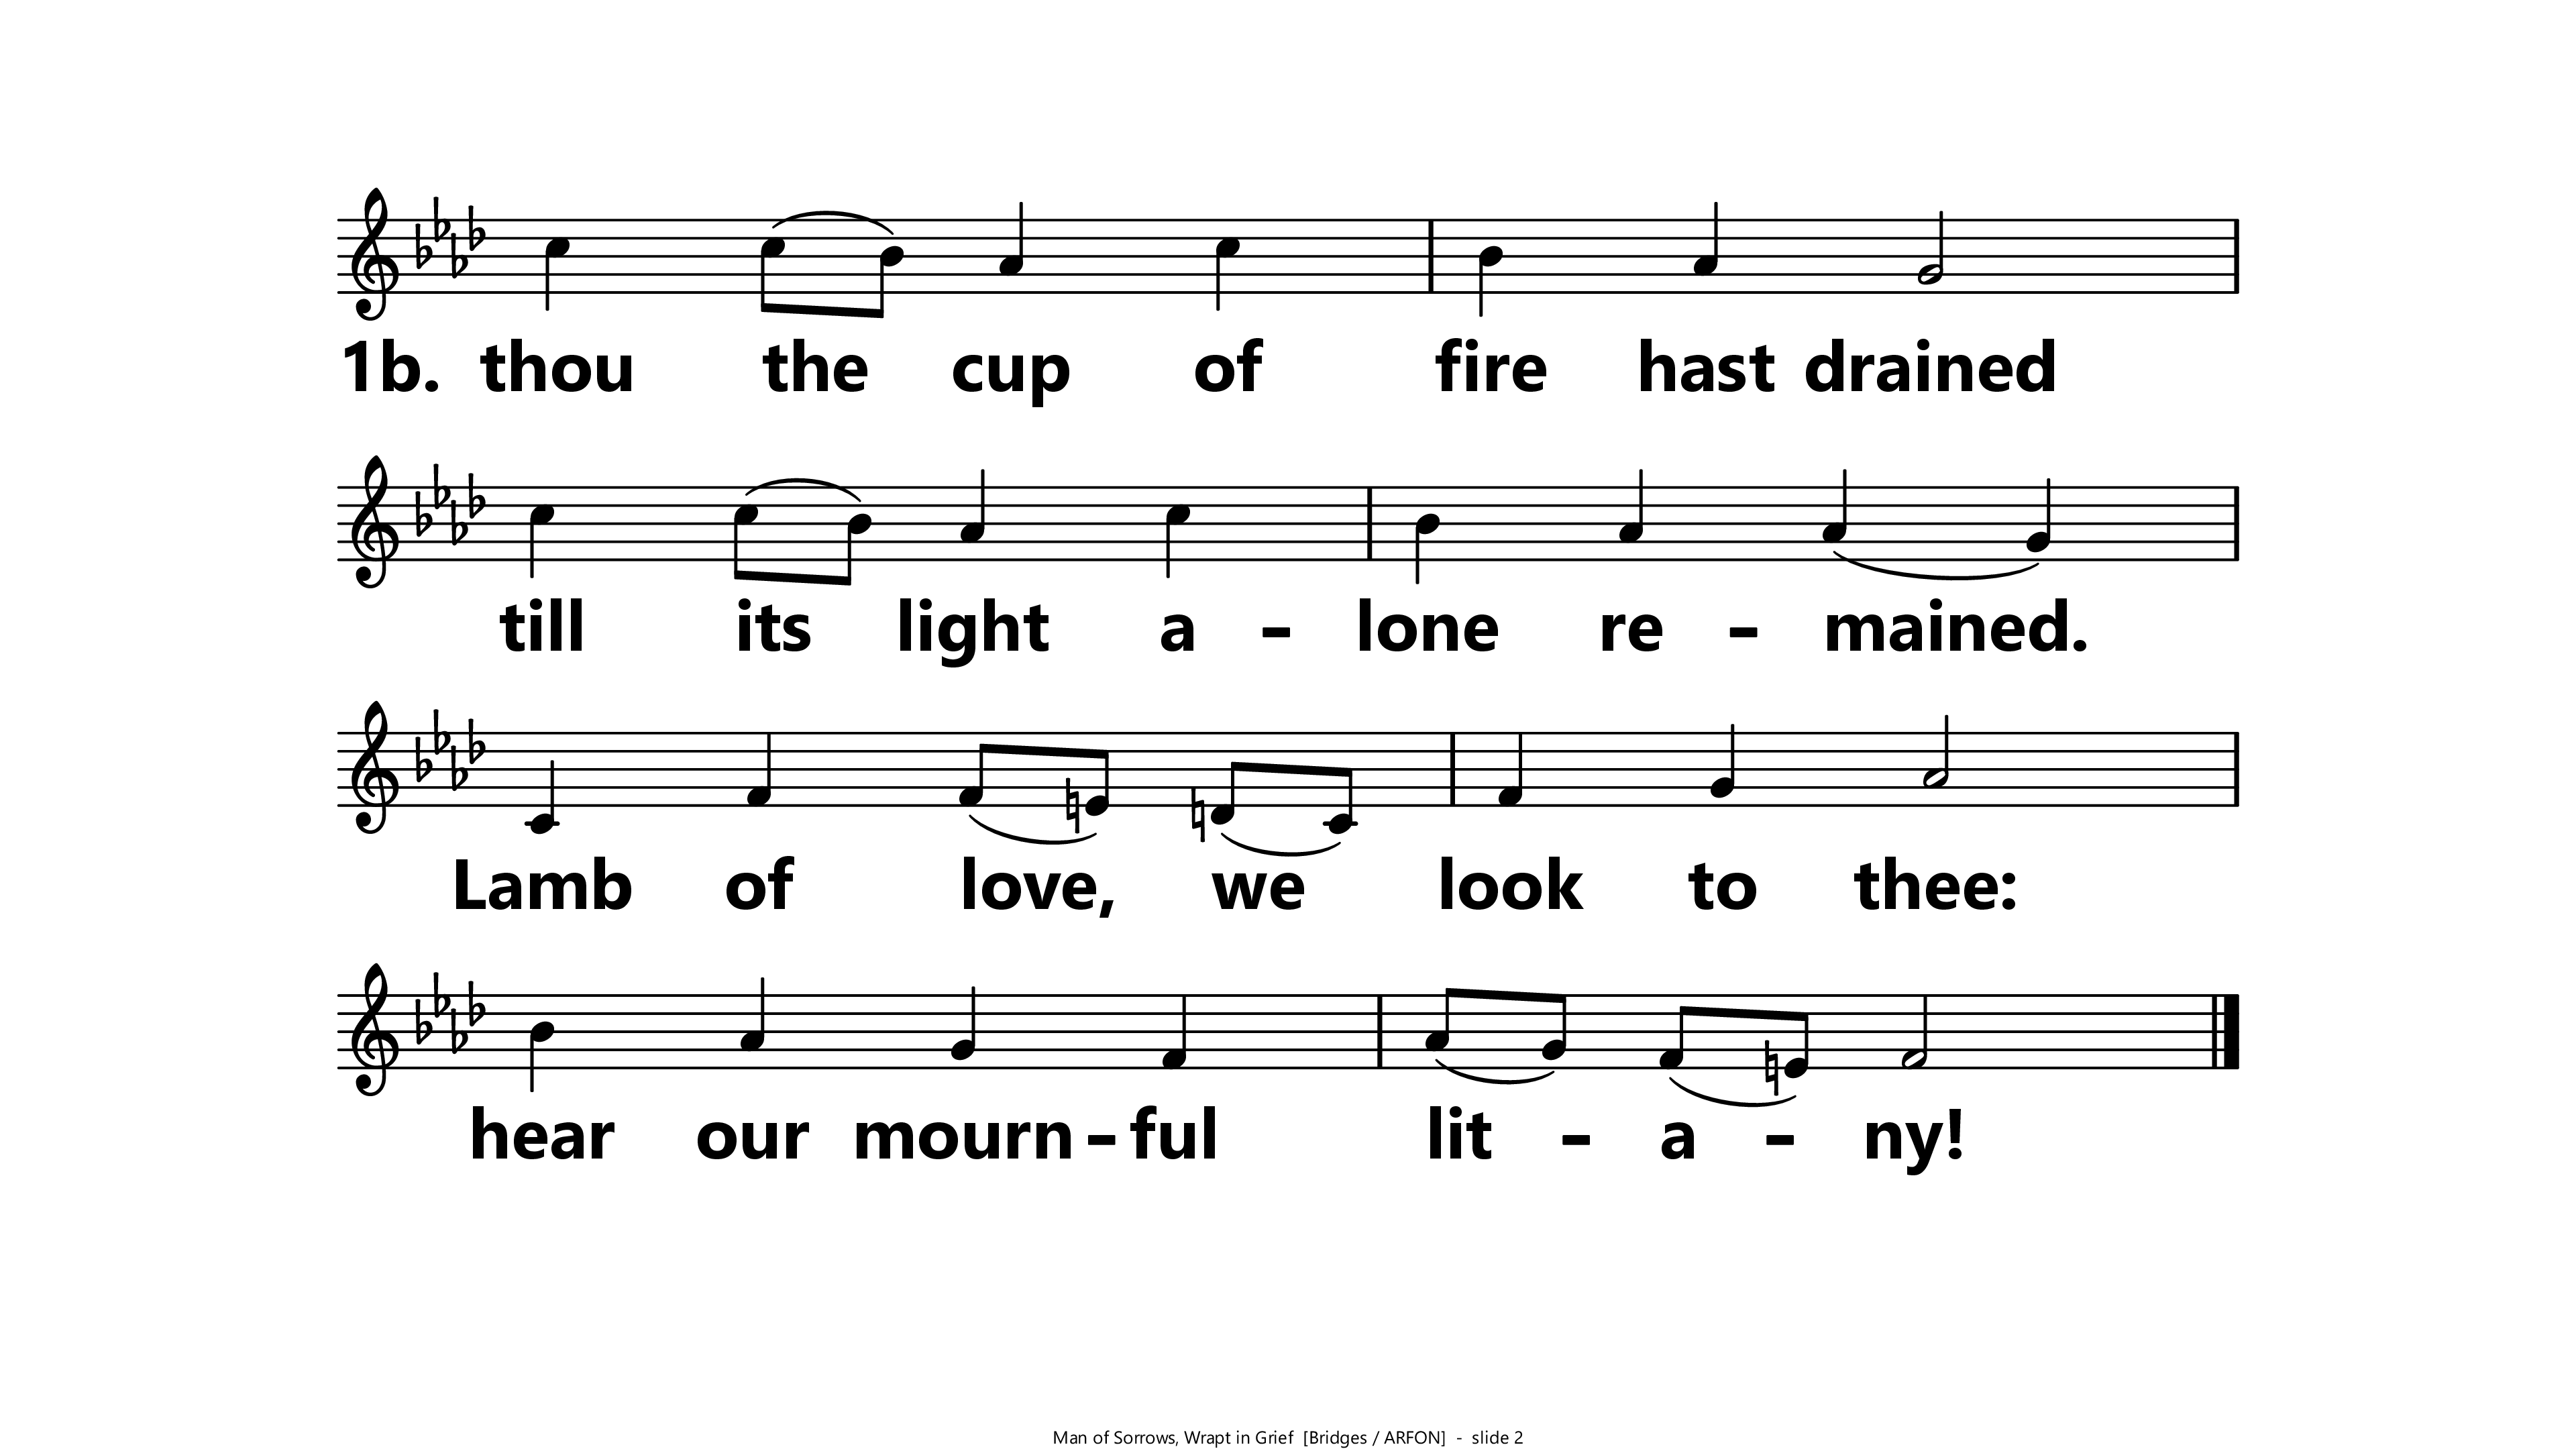 1b. thou the cup of fire hast drained
till its light a - lone re - mained.
Lamb of love, we look to thee:
hear our mourn - ful lit - a - ny!
Man of Sorrows, Wrapt in Grief [Bridges / ARFON] - slide 2